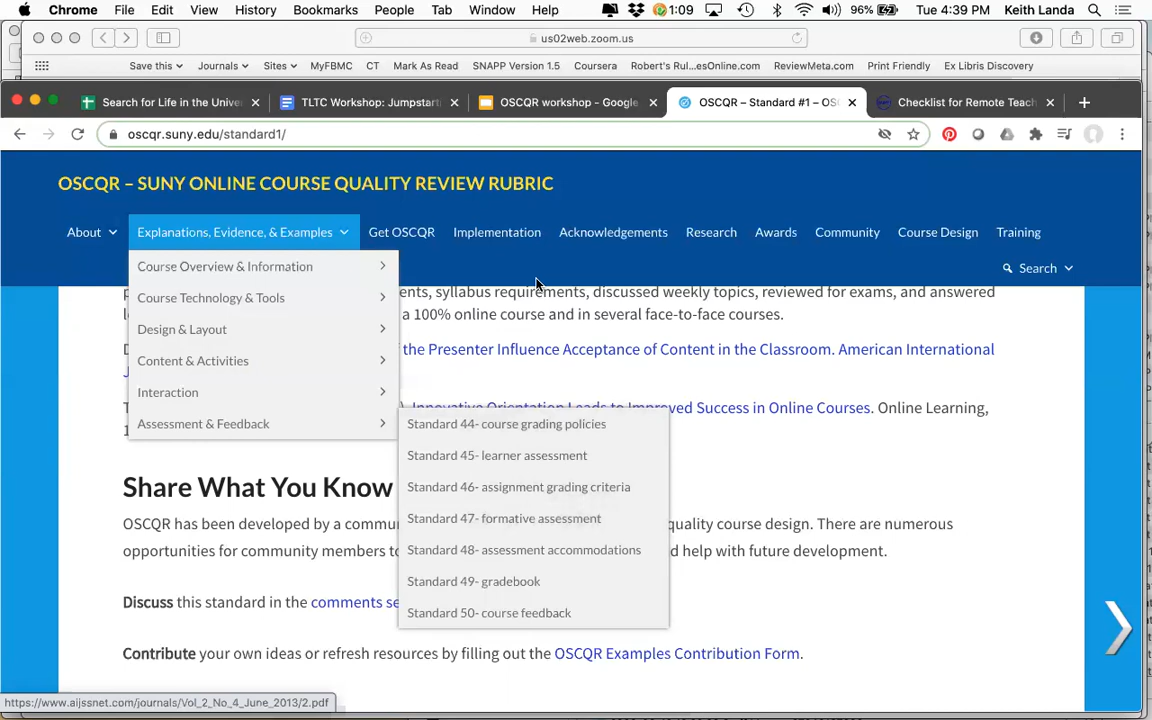 Chrome File Edit View History Bookmarks People Tab Window Help 1:09 96% Tue 4:39 PM Keith Landa
us02web.zoom.us
Save this Journals Sites MyFBMC CT Mark As Read SNAPP Version 1.5 Coursera Robert's Rul...esOnline.com ReviewMeta.com Print Friendly Ex Libris Discovery
Search for Life in the Unive TLTC Workshop: Jumpstart OSCQR workshop – Google OSCQR – Standard #1 – OS Checklist for Remote Teach
oscqr.suny.edu/standard1/
OSCQR – SUNY ONLINE COURSE QUALITY REVIEW RUBRIC
About Explanations, Evidence, & Examples Get OSCQR Implementation Acknowledgements Research Awards Community Course Design Training
Search
Course Overview & Information
ents, syllabus requirements, discussed weekly topics, reviewed for exams, and answered
Course Technology & Tools
a 100% online course and in several face-to-face courses.
Design & Layout
of the Presenter Influence Acceptance of Content in the Classroom. American International
Content & Activities
Interaction
Innovative Orientation Leads to Improved Success in Online Courses. Online Learning,
Assessment & Feedback
Standard 44- course grading policies
Standard 45- learner assessment
Standard 46- assignment grading criteria
Standard 47- formative assessment
Standard 48- assessment accommodations
Standard 49- gradebook
Standard 50- course feedback
Share What You Know
OSCQR has been developed by a commu quality course design. There are numerous
opportunities for community members to d help with future development.
Discuss this standard in the comments se
Contribute your own ideas or refresh resources by filling out the OSCQR Examples Contribution Form.
https://www.aijssnet.com/journals/Vol_2_No_4_June_2013/2.pdf